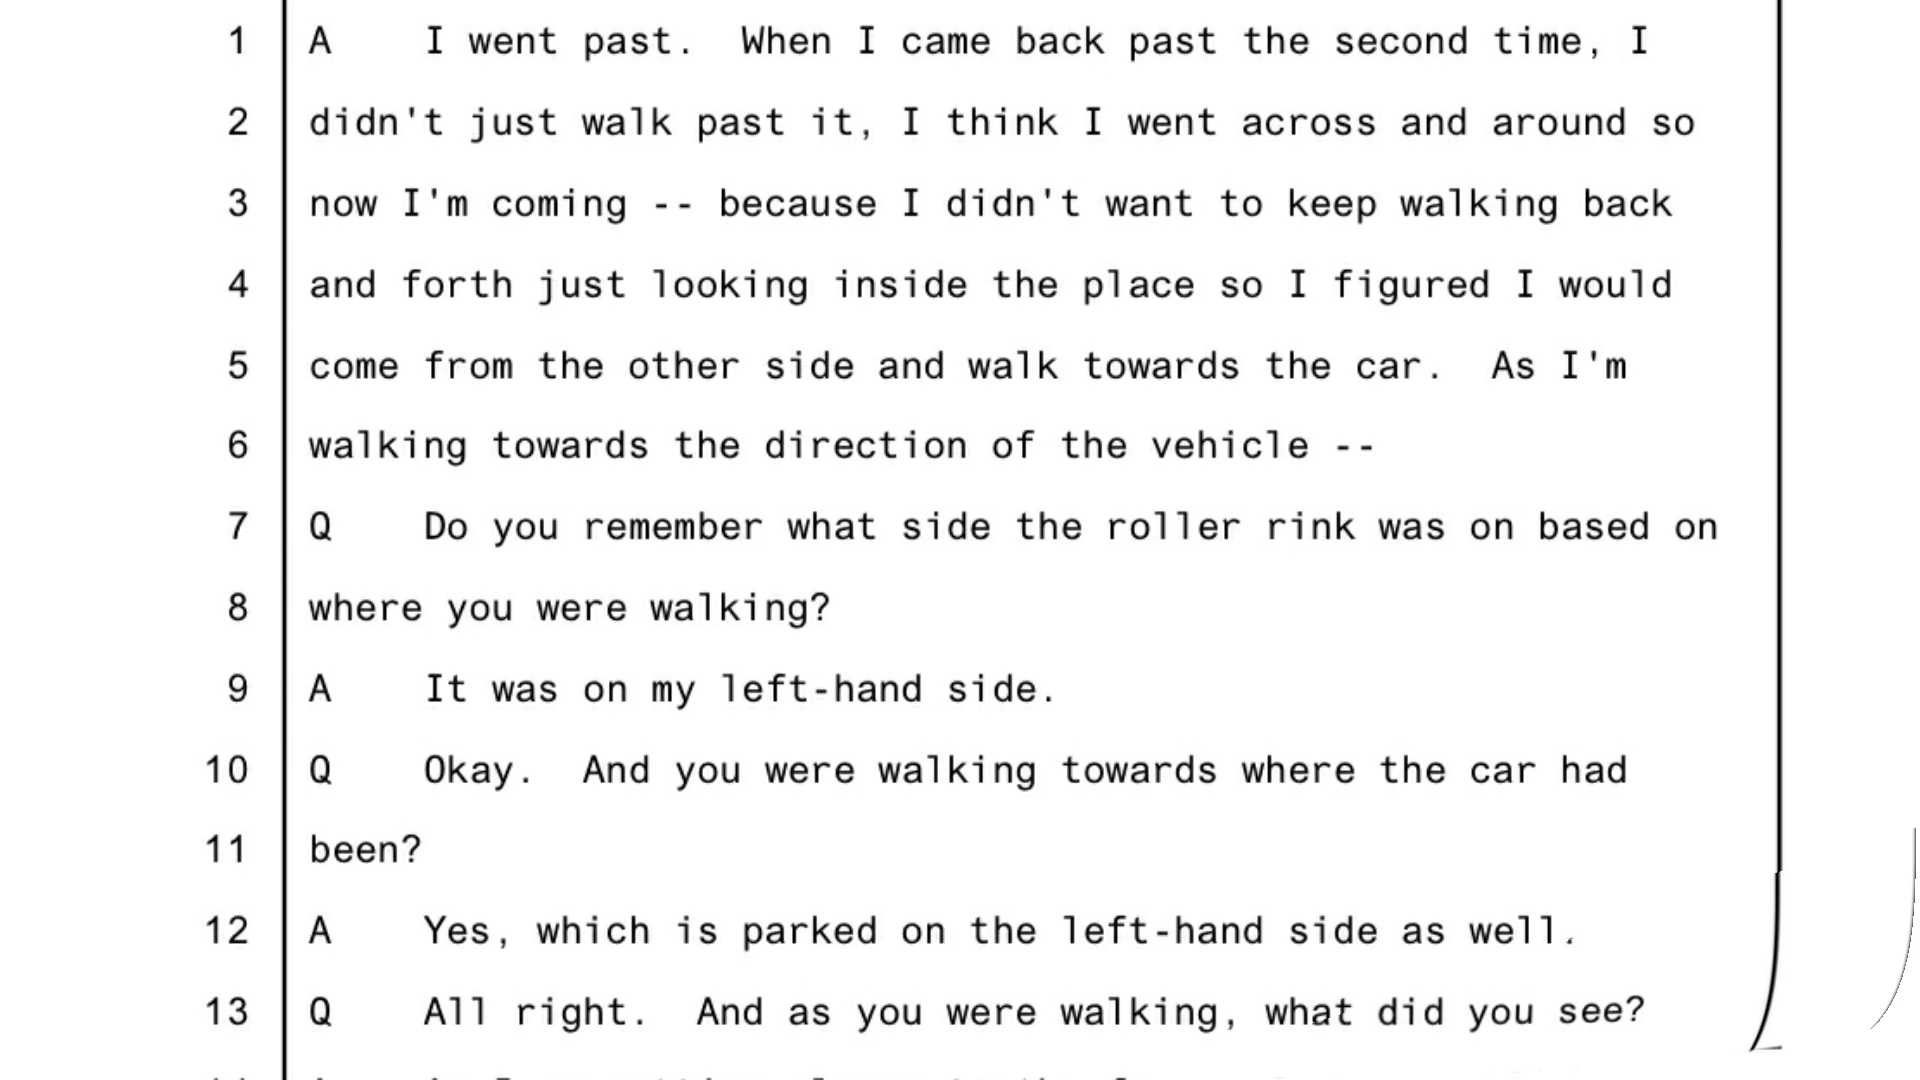 1 A I went past. When I came back past the second time, I
2 didn't just walk past it, I think I went across and around so
3 now I'm coming -- because I didn't want to keep walking back
4 and forth just looking inside the place so I figured I would
5 come from the other side and walk towards the car. As I'm
6 walking towards the direction of the vehicle --
7 Q Do you remember what side the roller rink was on based on
8 where you were walking?
9 A It was on my left-hand side.
10 Q Okay. And you were walking towards where the car had
11 been?
12 A Yes, which is parked on the left-hand side as well.
13 Q All right. And as you were walking, what did you see?